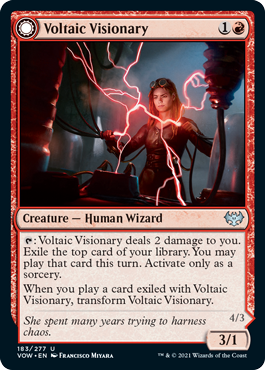 Voltaic Visionary
Creature — Human Wizard
: Voltaic Visionary deals 2 damage to you.
Exile the top card of your library. You may
play that card this turn. Activate only as a
sorcery.
When you play a card exiled with Voltaic
Visionary, transform Voltaic Visionary.
4/3
She spent many years trying to harness
chaos.
3/1
183/277 U
VOW • EN Francisco Miyara
™ & © 2021 Wizards of the Coast